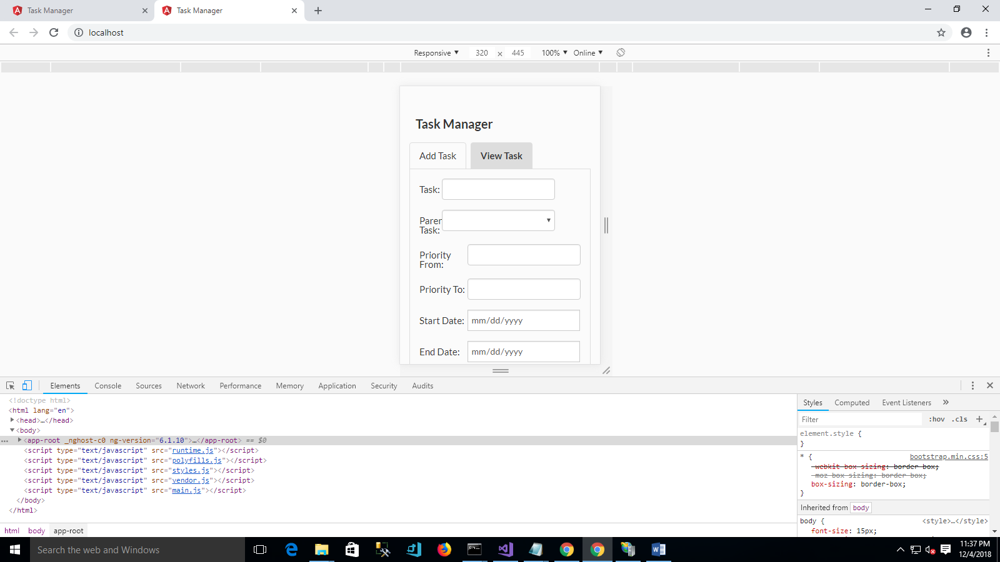 Task Manager
Task Manager
localhost
Responsive ▼ 320 × 445 100% ▼ Online ▼
Task Manager
Add Task View Task
Task:
Paren
Task:
Priority
From:
Priority To:
Start Date: mm/dd/yyyy
End Date: mm/dd/yyyy
Elements Console Sources Network Performance Memory Application Security Audits
<!doctype html>
<html lang="en">
▶<head>…</head>
▼<body>
… ▶<app-root _nghost-c0 ng-version="6.1.10">…</app-root> == $0
<script type="text/javascript" src="runtime.js"></script>
<script type="text/javascript" src="polyfills.js"></script>
<script type="text/javascript" src="styles.js"></script>
<script type="text/javascript" src="vendor.js"></script>
<script type="text/javascript" src="main.js"></script>
</body>
</html>
html body app-root
Styles Computed Event Listeners »
Filter :hov .cls +
element.style {
}
* { bootstrap.min.css:5
-webkit-box-sizing: border-box;
-moz-box-sizing: border-box;
box-sizing: border-box;
}
Inherited from body
body { <style>…</style>
font-size: 15px;
Search the web and Windows
11:37 PM
12/4/2018